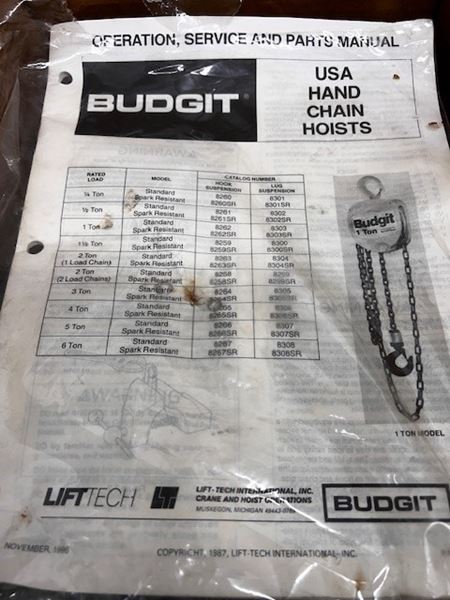 OPERATION, SERVICE AND PARTS MANUAL
BUDGIT®
USA
HAND
CHAIN
HOISTS
RATED LOAD MODEL CATALOG NUMBER
HOOK SUSPENSION LUG SUSPENSION
¼ Ton Standard 8260 8301
Spark Resistant 8260SR 8301SR
½ Ton Standard 8261 8302
Spark Resistant 8261SR 8302SR
1 Ton Standard 8262 8303
Spark Resistant 8262SR 8303SR
1½ Ton Standard 8259 8300
Spark Resistant 8259SR 8300SR
2 Ton Standard 8263 8304
(1 Load Chain) Spark Resistant 8263SR 8304SR
2 Ton Standard 8258
(2 Load Chains) Spark Resistant 8258SR
3 Ton Standard 8264 8305
Spark Resistant
4 Ton Standard
Spark Resistant 8265SR 8306SR
5 Ton Standard 8266 8307
Spark Resistant 8266SR 8307SR
6 Ton Standard 8267 8308
Spark Resistant 8267SR 8308SR
Budgit
1 Ton
1 TON MODEL
LIFTTECH LT LIFT-TECH INTERNATIONAL, INC.
CRANE AND HOIST OPERATIONS
MUSKEGON, MICHIGAN
BUDGIT
NOVEMBER,
COPYRIGHT, 1987, LIFT-TECH INTERNATIONAL, INC.